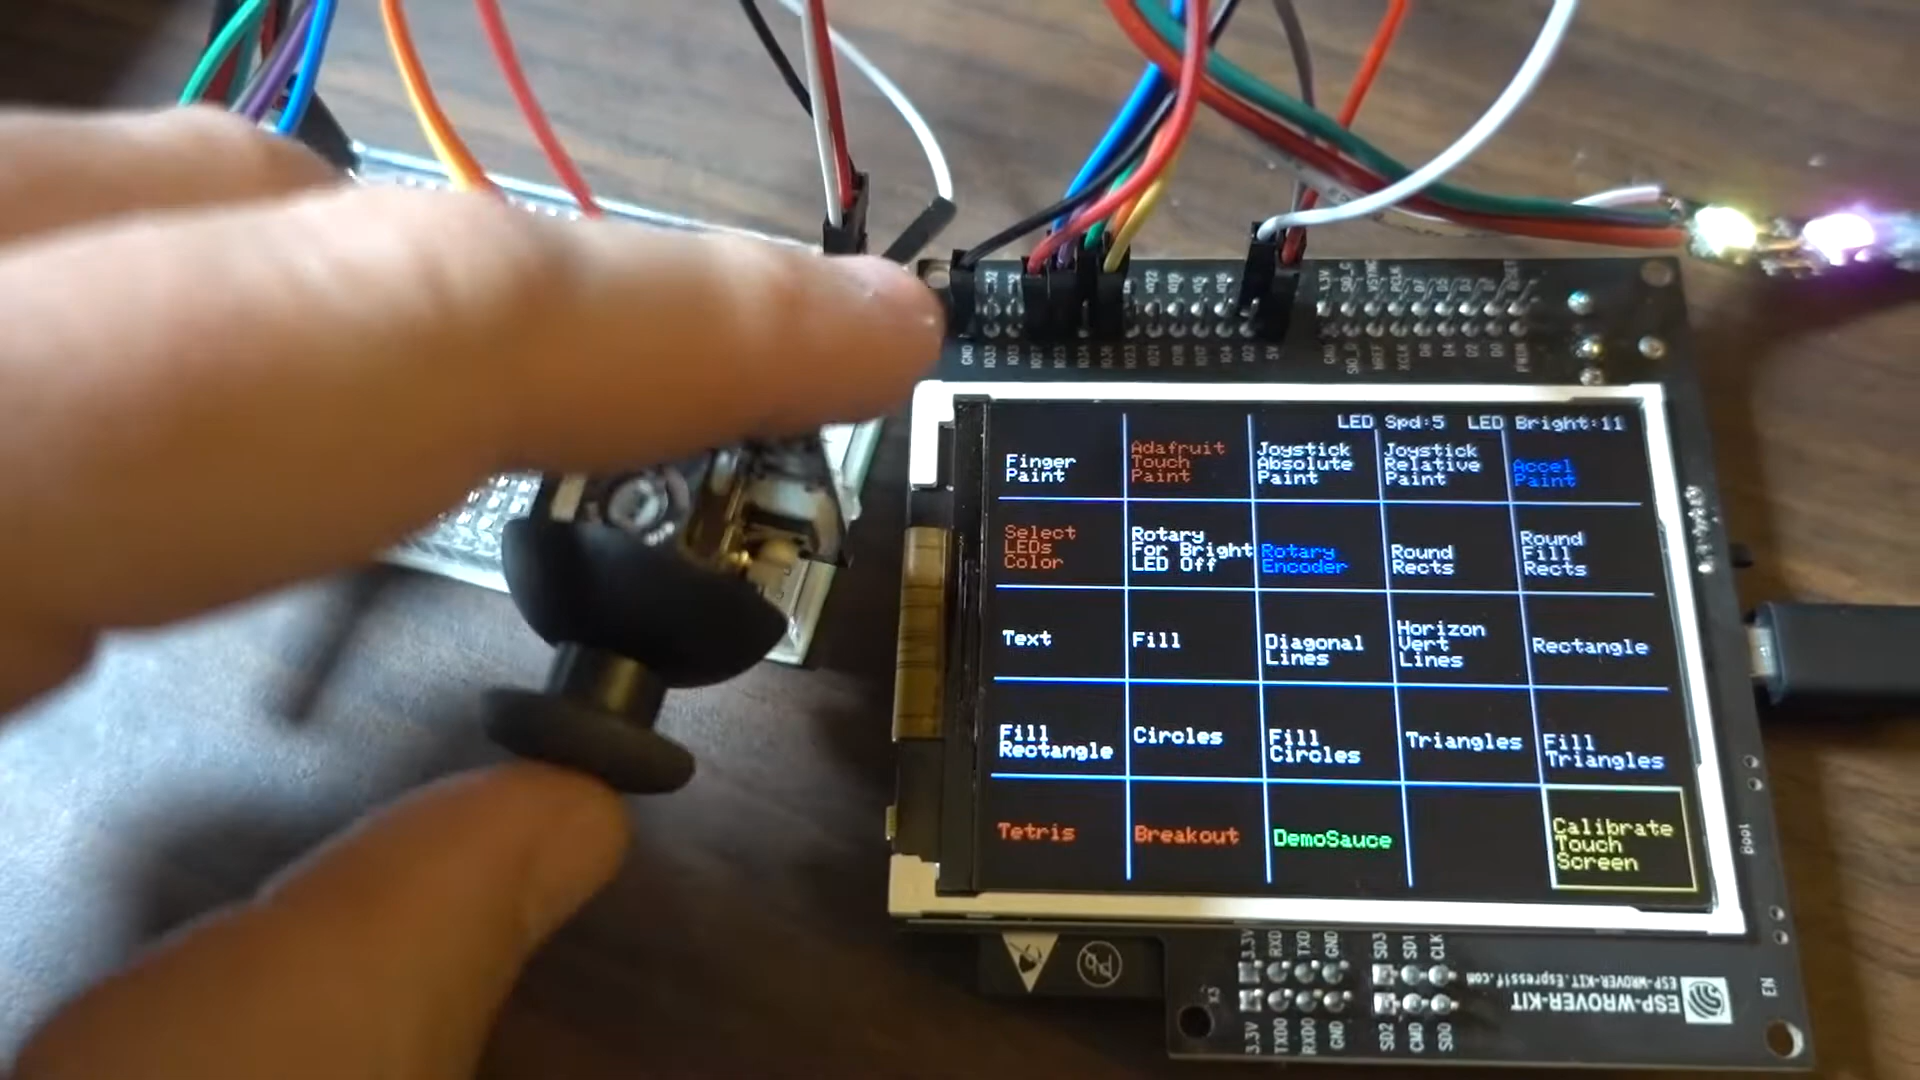 LED Spd:5 LED Bright:11
Finger
Paint
Adafruit
Touch
Paint
Joystick
Absolute
Paint
Joystick
Relative
Paint
Accel
Paint
Select
LEDs
Color
Rotary
For Bright
LED Off
Rotary
Encoder
Round
Rects
Round
Fill
Rects
Text
Fill
Diagonal
Lines
Horizon
Vert
Lines
Rectangle
Fill
Rectangle
Circles
Fill
Circles
Triangles
Fill
Triangles
Tetris
Breakout
DemoSauce
Calibrate
Touch
Screen
3.3V RXD TXD GND
SD3 SD1 CLK
3.3V TXD0 RXD0 GND
SD2 CMD SD0
ESP-WROVER-KIT.Espressif.com
ESP-WROVER-KIT
EN
Pb